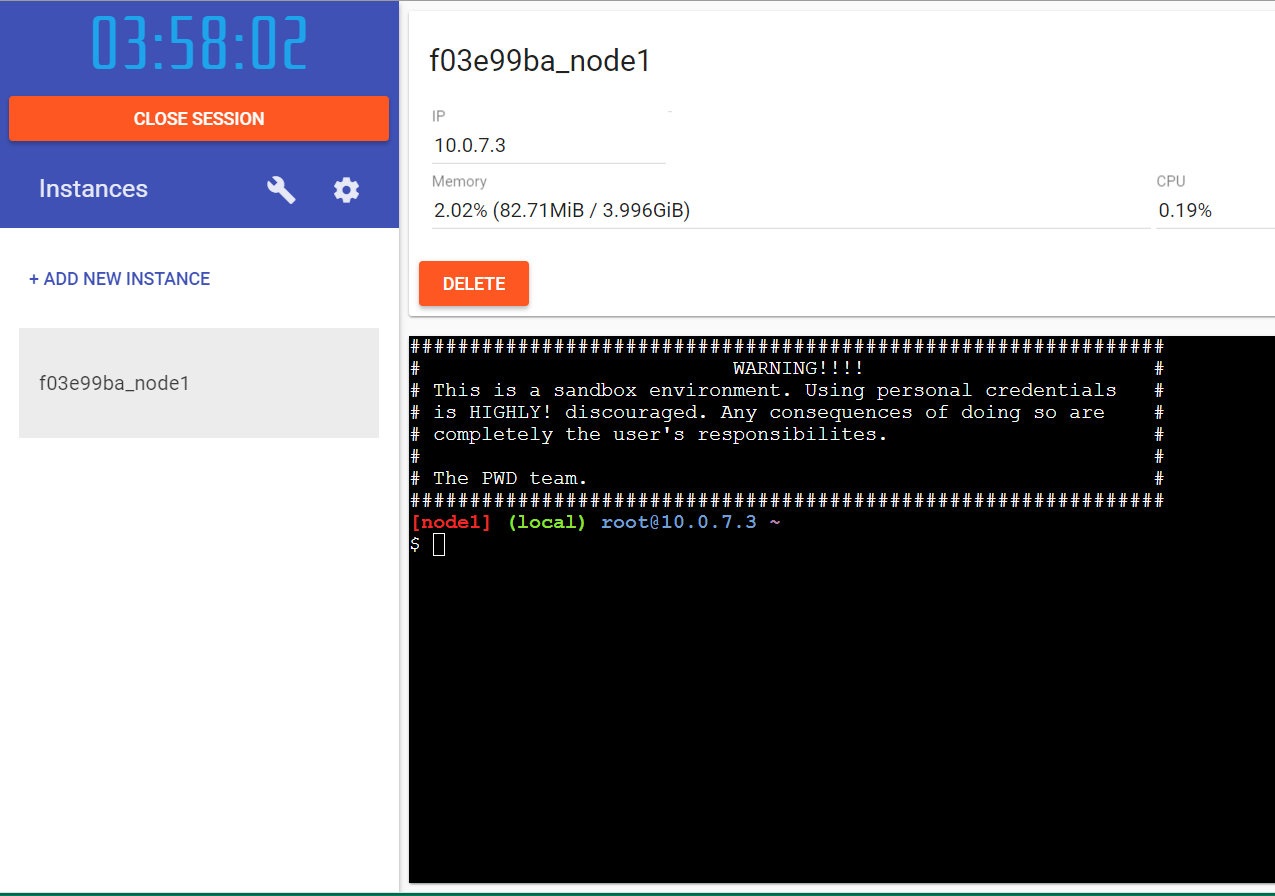 03:58:02
CLOSE SESSION
Instances
+ ADD NEW INSTANCE
f03e99ba_node1
f03e99ba_node1
IP
10.0.7.3
Memory
2.02% (82.71MiB / 3.996GiB)
CPU
0.19%
DELETE
###############################################################
# WARNING!!!! #
# This is a sandbox environment. Using personal credentials #
# is HIGHLY! discouraged. Any consequences of doing so are #
# completely the user's responsibilites. #
# #
# The PWD team. #
###############################################################
[node1] (local) root@10.0.7.3 ~
$